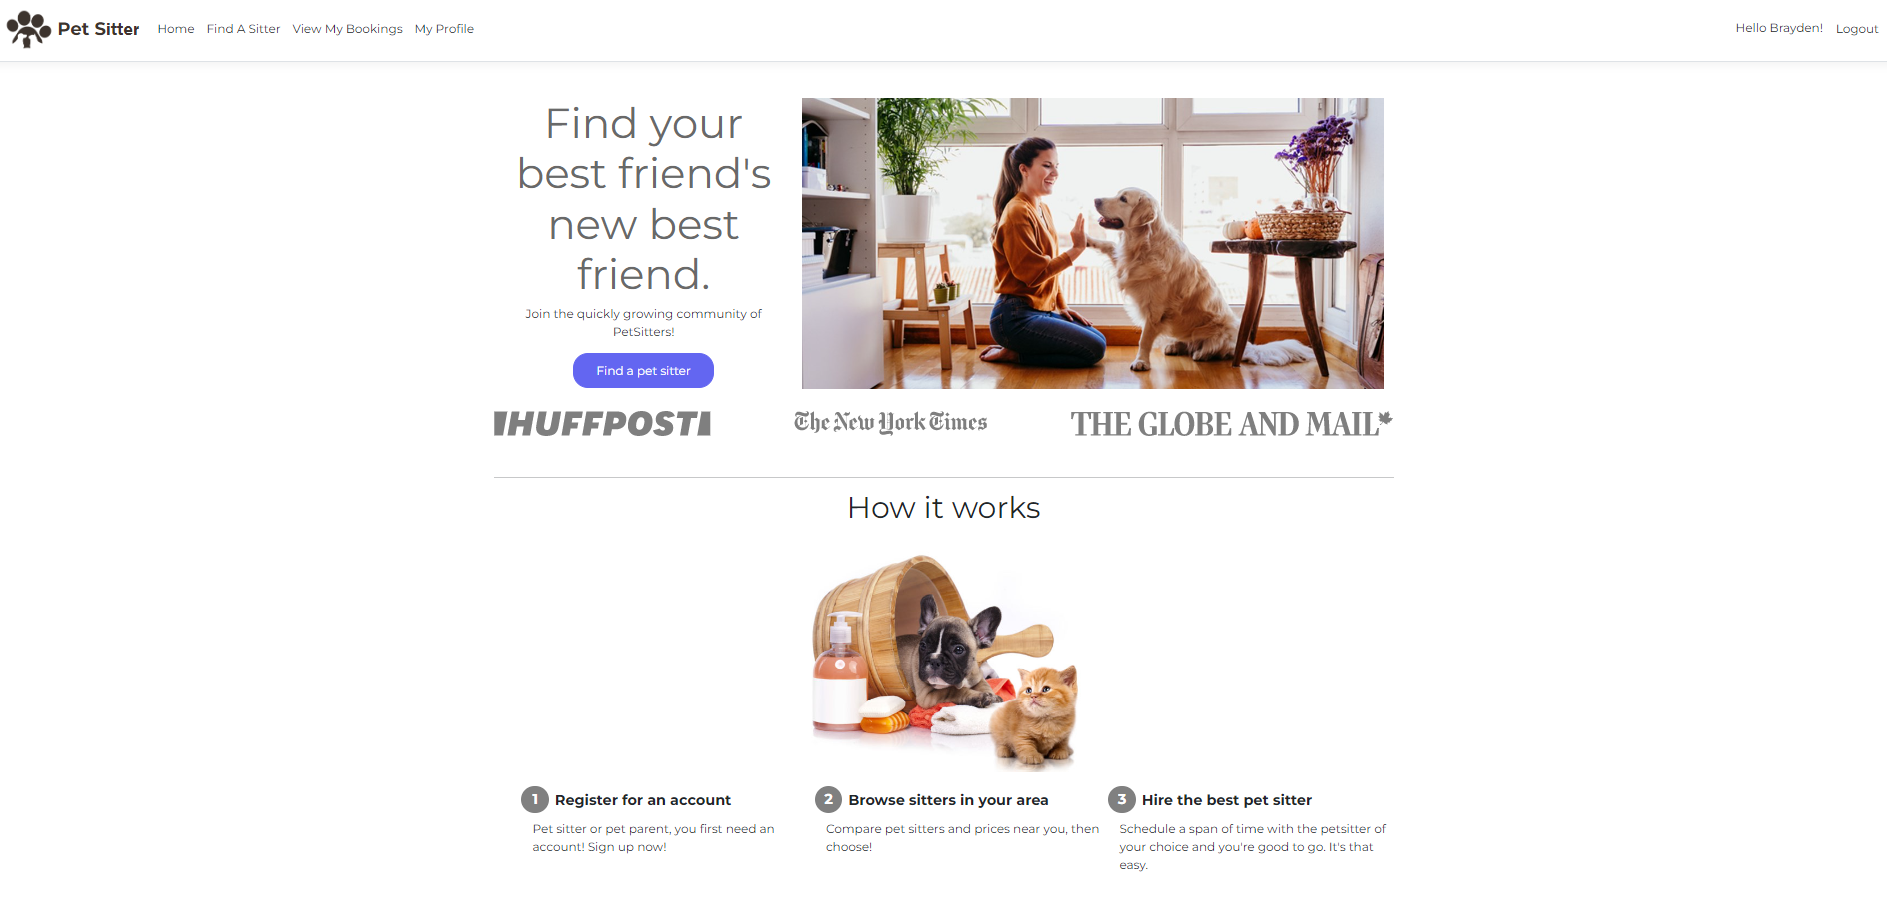 Pet Sitter Home Find A Sitter View My Bookings My Profile Hello Brayden! Logout
Find your
best friend's
new best
friend.
Join the quickly growing community of
PetSitters!
Find a pet sitter
HUFFPOST The New York Times THE GLOBE AND MAIL
How it works
1 Register for an account
Pet sitter or pet parent, you first need an
account! Sign up now!
2 Browse sitters in your area
Compare pet sitters and prices near you, then
choose!
3 Hire the best pet sitter
Schedule a span of time with the petsitter of
your choice and you're good to go. It's that
easy.